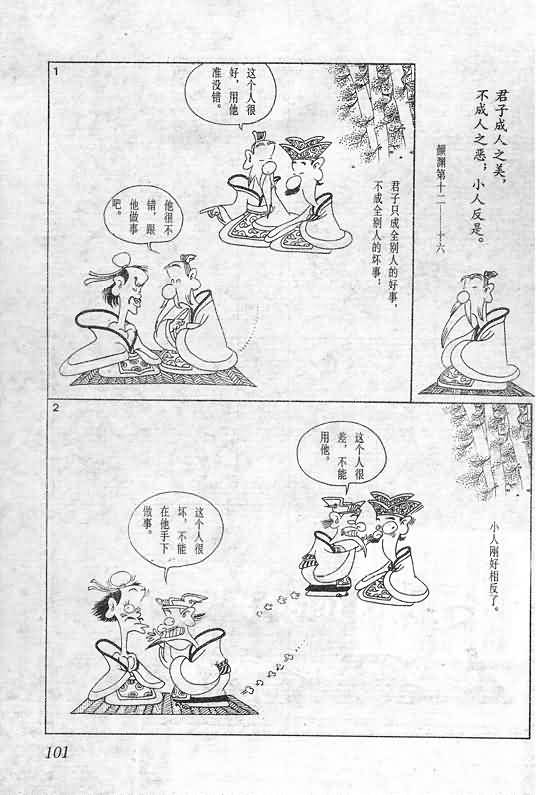 君子成人之美，
不成人之恶；小人反是。
颜渊第十二——十六
1
这个人很
好，用他
准没错。
君子只成全别人的好事，
不成全别人的坏事；
他很不
错，跟
他做事
吧。
2
这个人很
差，不能
用他。
小人刚好相反了。
这个人很
坏，不能
在他手下
做事。
101